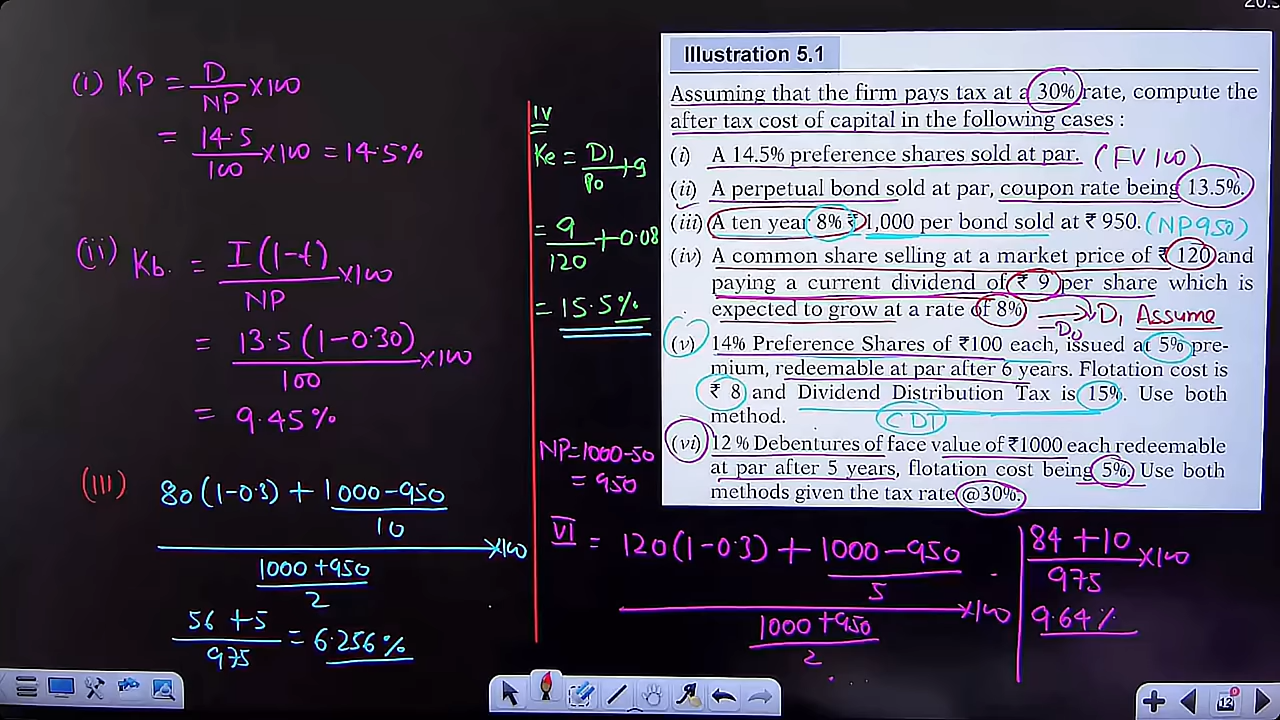 (i) KP = D/NP ×100
= 14.5/100 ×100 = 14.5%
(ii) Kb. = I(1-t)/NP ×100
= 13.5(1-0.30)/100 ×100
= 9.45%
(III) 80(1-0.3) + 1000-950/10
1000+950/2 ×100
56+5/975 = 6.256%
IV
Ke = D1/P0 +g
= 9/120 +0.08
= 15.5%
NP=1000-50
= 950
VI = 120(1-0.3) + 1000-950/5
1000+950/2 ×100
84+10/975 ×100
9.64%
Illustration 5.1
Assuming that the firm pays tax at a 30% rate, compute the
after tax cost of capital in the following cases :
(i) A 14.5% preference shares sold at par. (FV 100)
(ii) A perpetual bond sold at par, coupon rate being 13.5%.
(iii) A ten year 8% ₹ 1,000 per bond sold at ₹ 950. (NP950)
(iv) A common share selling at a market price of ₹ 120 and
paying a current dividend of ₹ 9 per share which is
expected to grow at a rate of 8% D1 Assume
D0
(v) 14% Preference Shares of ₹100 each, issued at 5% pre-
mium, redeemable at par after 6 years. Flotation cost is
₹ 8 and Dividend Distribution Tax is 15%. Use both
method. CDT
(vi) 12 % Debentures of face value of ₹1000 each redeemable
at par after 5 years, flotation cost being 5%. Use both
methods given the tax rate @30%.
12